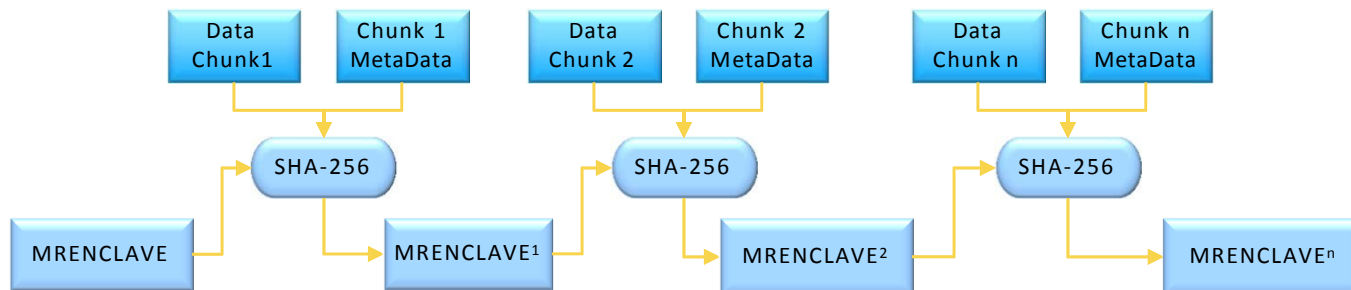 Data
Chunk1
Chunk 1
MetaData
Data
Chunk 2
Chunk 2
MetaData
Data
Chunk n
Chunk n
MetaData
SHA-256
SHA-256
SHA-256
MRENCLAVE
MRENCLAVE¹
MRENCLAVE²
MRENCLAVEⁿ